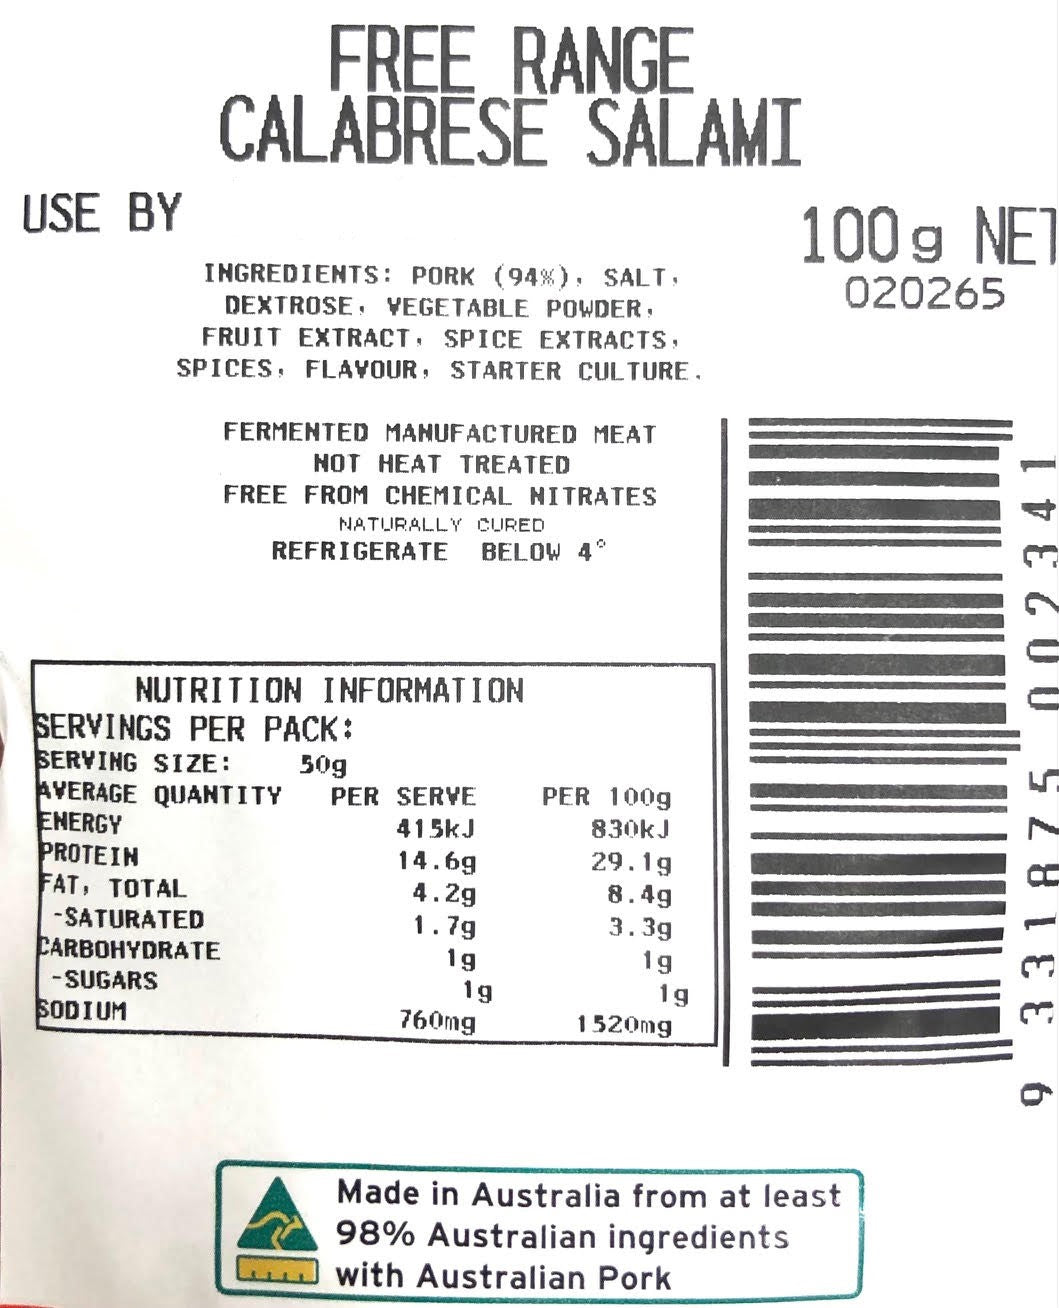 FREE RANGE
CALABRESE SALAMI
USE BY
100g NET
020265
INGREDIENTS: PORK (94%), SALT,
DEXTROSE, VEGETABLE POWDER,
FRUIT EXTRACT, SPICE EXTRACTS,
SPICES, FLAVOUR, STARTER CULTURE.
FERMENTED MANUFACTURED MEAT
NOT HEAT TREATED
FREE FROM CHEMICAL NITRATES
NATURALLY CURED
REFRIGERATE BELOW 4°
NUTRITION INFORMATION
SERVINGS PER PACK:
SERVING SIZE: 50g
AVERAGE QUANTITY PER SERVE PER 100g
ENERGY 415kJ 830kJ
PROTEIN 14.6g 29.1g
FAT, TOTAL 4.2g 8.4g
-SATURATED 1.7g 3.3g
CARBOHYDRATE 1g 1g
-SUGARS 1g 1g
SODIUM 760mg 1520mg
9 331875 002341
Made in Australia from at least
98% Australian ingredients
with Australian Pork